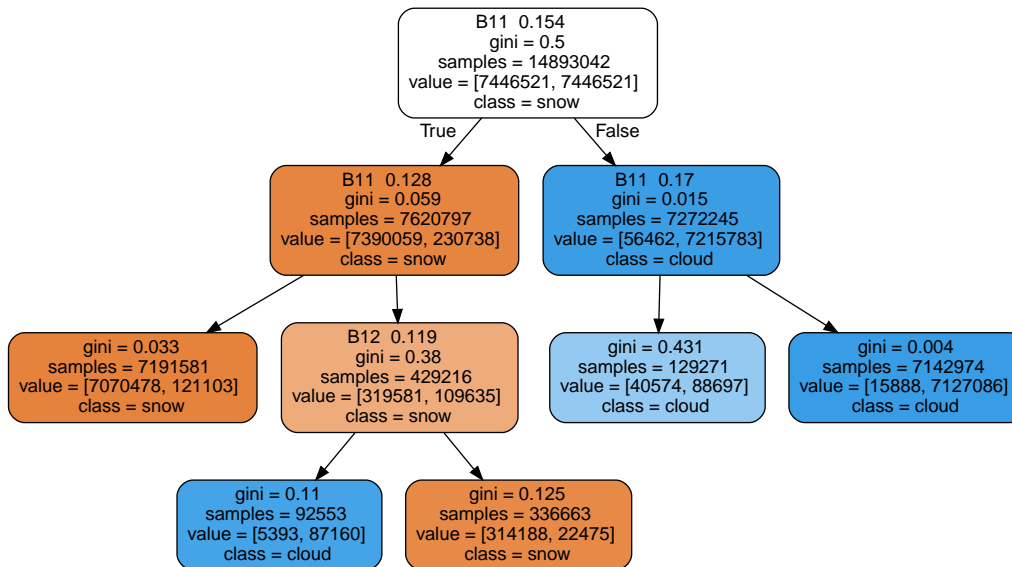 B11 0.154
gini = 0.5
samples = 14893042
value = [7446521, 7446521]
class = snow
True
False
B11 0.128
gini = 0.059
samples = 7620797
value = [7390059, 230738]
class = snow
B11 0.17
gini = 0.015
samples = 7272245
value = [56462, 7215783]
class = cloud
gini = 0.033
samples = 7191581
value = [7070478, 121103]
class = snow
B12 0.119
gini = 0.38
samples = 429216
value = [319581, 109635]
class = snow
gini = 0.431
samples = 129271
value = [40574, 88697]
class = cloud
gini = 0.004
samples = 7142974
value = [15888, 7127086]
class = cloud
gini = 0.11
samples = 92553
value = [5393, 87160]
class = cloud
gini = 0.125
samples = 336663
value = [314188, 22475]
class = snow